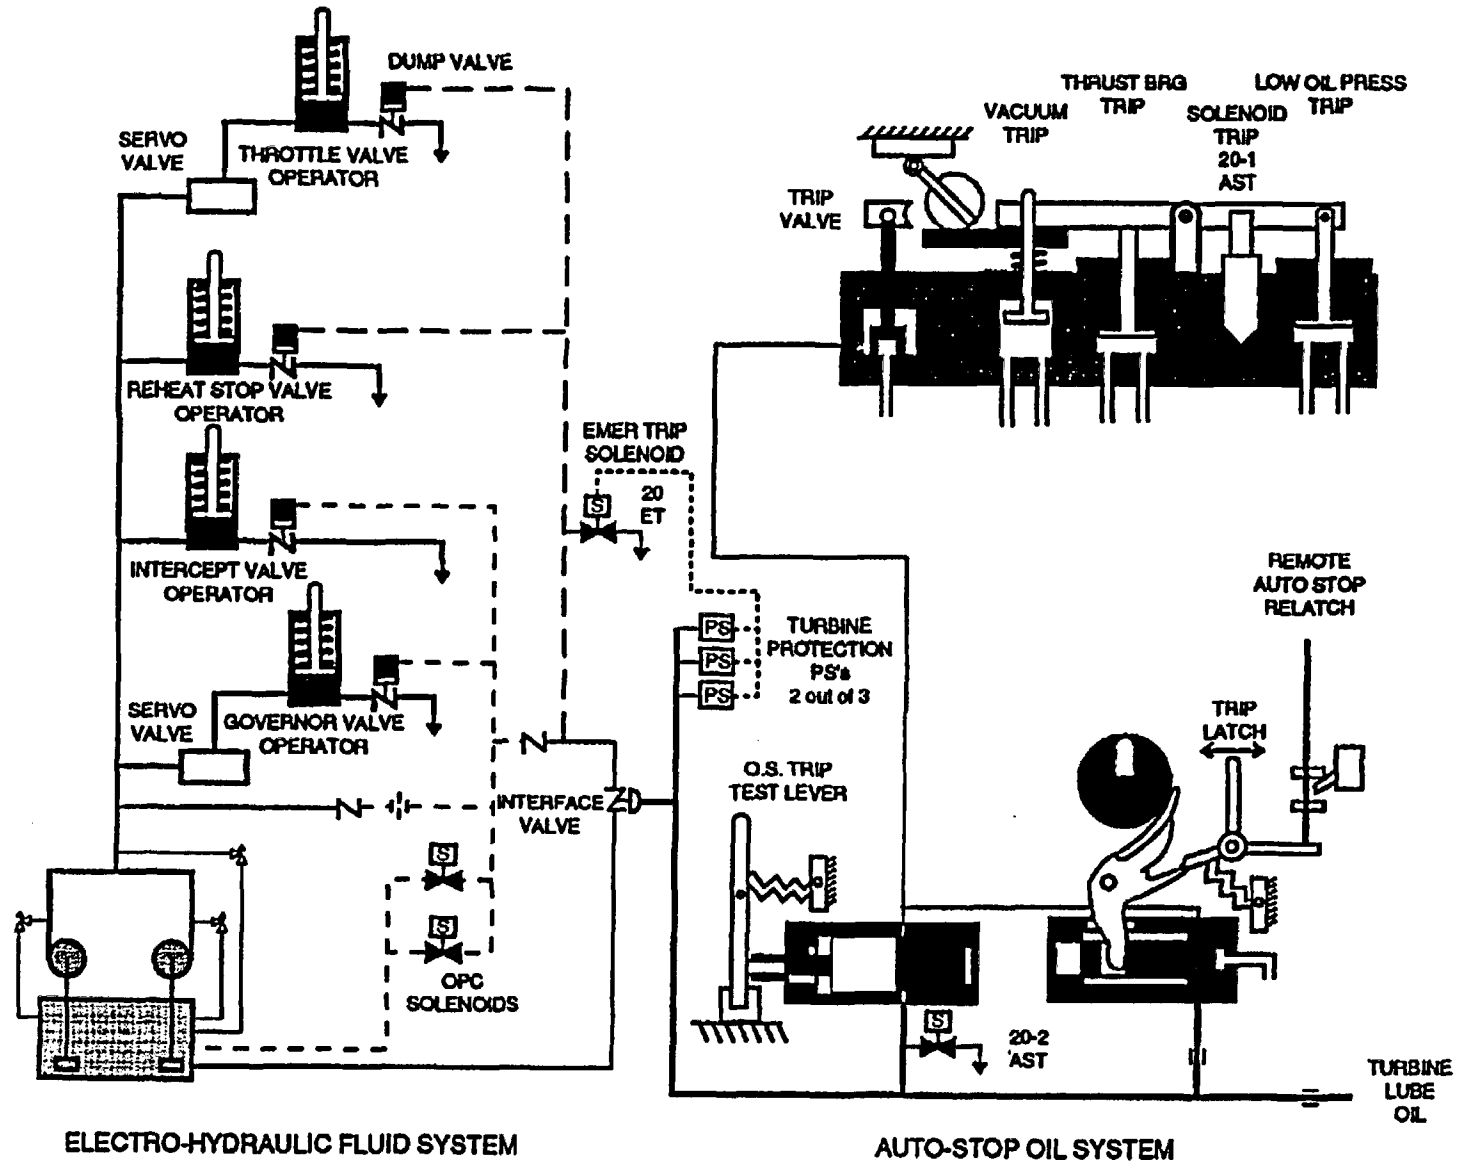 DUMP VALVE
SERVO
VALVE
THROTTLE VALVE
OPERATOR
REHEAT STOP VALVE
OPERATOR
INTERCEPT VALVE
OPERATOR
SERVO
VALVE
GOVERNOR VALVE
OPERATOR
EMER TRIP
SOLENOID
S
20
ET
INTERFACE
VALVE
S
S
OPC
SOLENOIDS
ELECTRO-HYDRAULIC FLUID SYSTEM
TRIP
VALVE
VACUUM
TRIP
THRUST BRG
TRIP
SOLENOID
TRIP
20-1
AST
LOW OIL PRESS
TRIP
PS
PS
PS
TURBINE
PROTECTION
PS's
2 out of 3
O.S. TRIP
TEST LEVER
REMOTE
AUTO STOP
RELATCH
TRIP
LATCH
S
20-2
'AST
TURBINE
LUBE
OIL
AUTO-STOP OIL SYSTEM